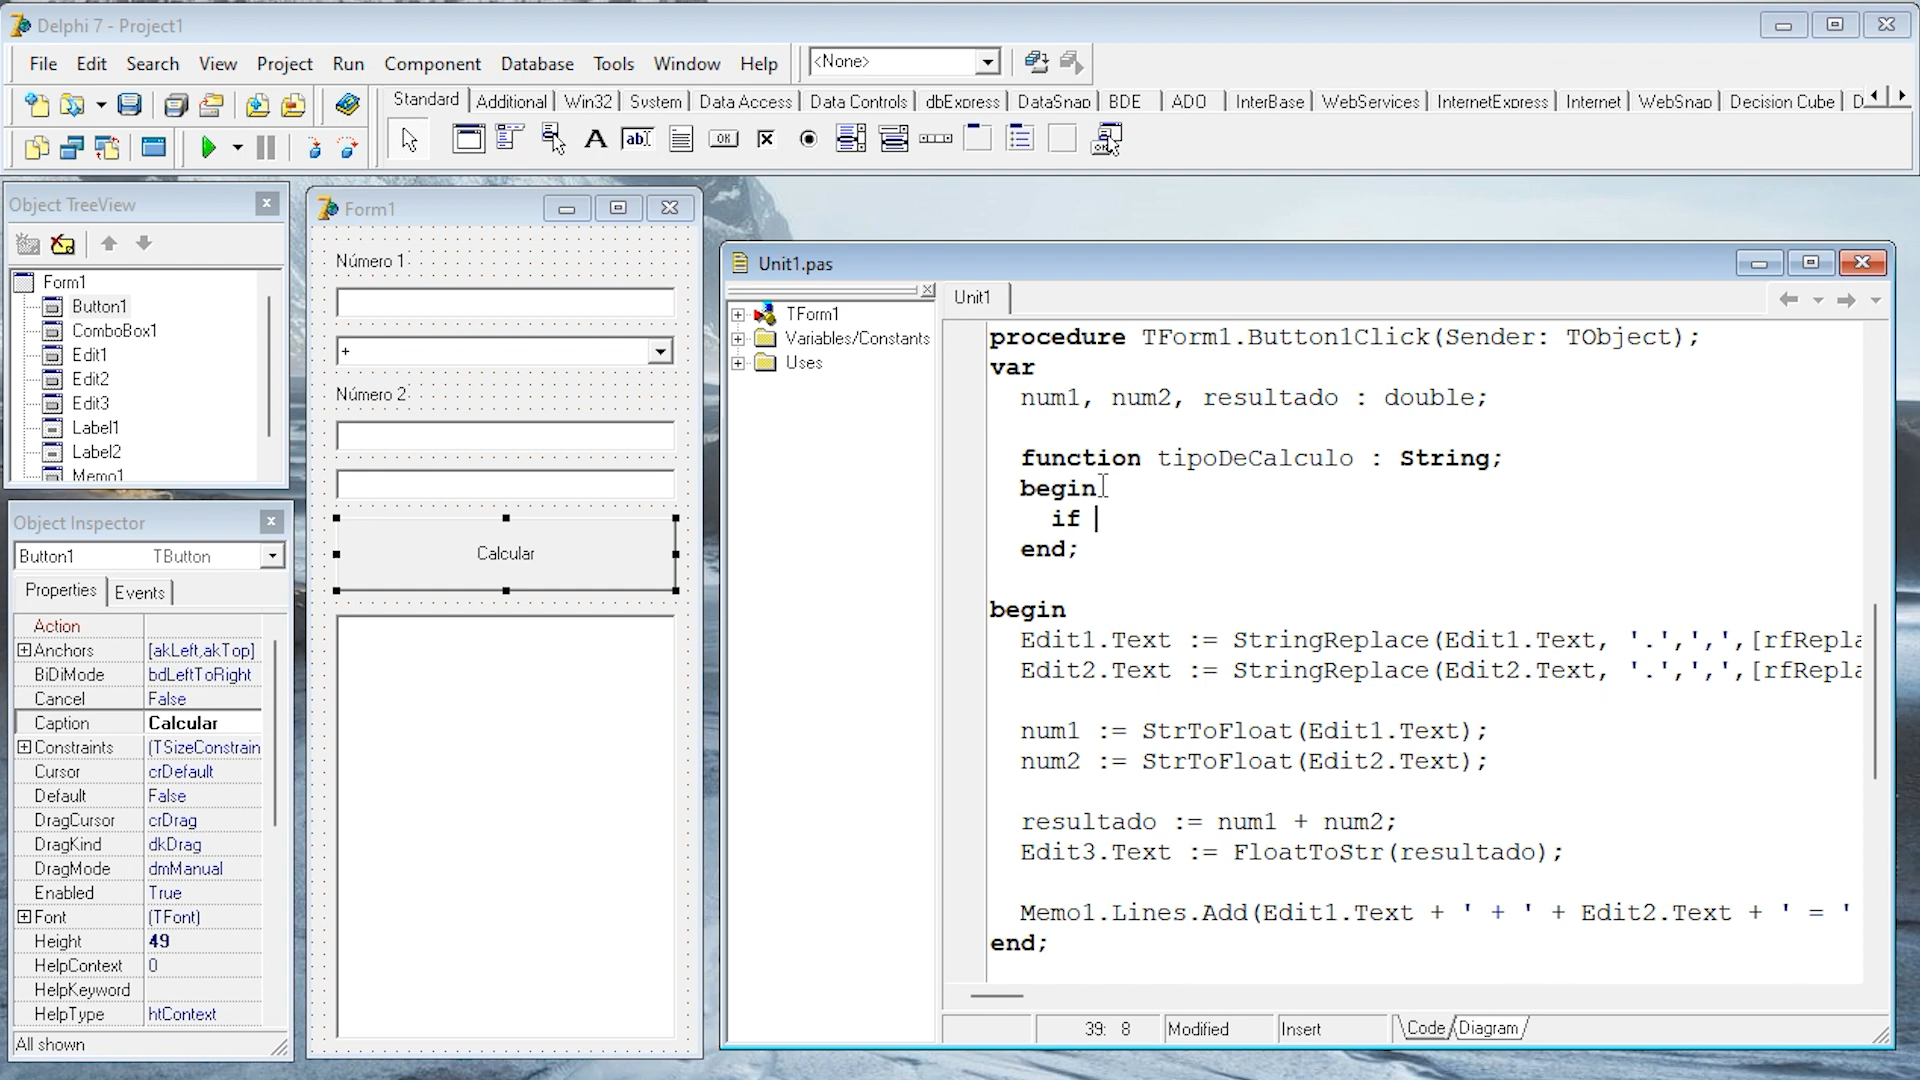 Delphi 7 - Project1
File Edit Search View Project Run Component Database Tools Window Help
<None>
Standard Additional Win32 System Data Access Data Controls dbExpress DataSnap BDE ADO InterBase WebServices InternetExpress Internet WebSnap Decision Cube D
Object TreeView
Form1
Button1
ComboBox1
Edit1
Edit2
Edit3
Label1
Label2
Memo1
Object Inspector
Button1 TButton
Properties Events
Action
Anchors [akLeft,akTop]
BiDiMode bdLeftToRight
Cancel False
Caption Calcular
Constraints (TSizeConstrain
Cursor crDefault
Default False
DragCursor crDrag
DragKind dkDrag
DragMode dmManual
Enabled True
Font (TFont)
Height 49
HelpContext 0
HelpKeyword
HelpType htContext
All shown
Form1
Número 1
+
Número 2
Calcular
Unit1.pas
TForm1
Variables/Constants
Uses
Unit1
procedure TForm1.Button1Click(Sender: TObject);
var
num1, num2, resultado : double;
function tipoDeCalculo : String;
begin
if
end;
begin
Edit1.Text := StringReplace(Edit1.Text, '.',',',[rfRepla
Edit2.Text := StringReplace(Edit2.Text, '.',',',[rfRepla
num1 := StrToFloat(Edit1.Text);
num2 := StrToFloat(Edit2.Text);
resultado := num1 + num2;
Edit3.Text := FloatToStr(resultado);
Memo1.Lines.Add(Edit1.Text + ' + ' + Edit2.Text + ' = '
end;
39: 8 Modified Insert Code Diagram